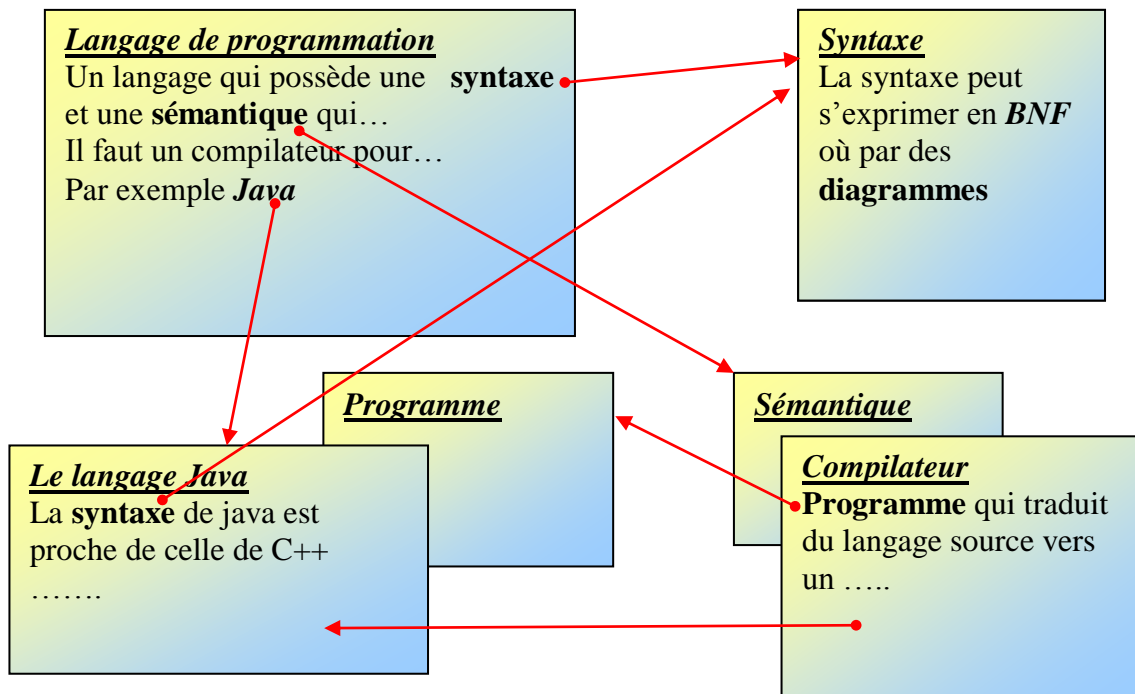 Langage de programmation
Un langage qui possède une syntaxe
et une sémantique qui…
Il faut un compilateur pour…
Par exemple Java
Syntaxe
La syntaxe peut
s’exprimer en BNF
où par des
diagrammes
Programme
Sémantique
Le langage Java
La syntaxe de java est
proche de celle de C++
…….
Compilateur
Programme qui traduit
du langage source vers
un …..